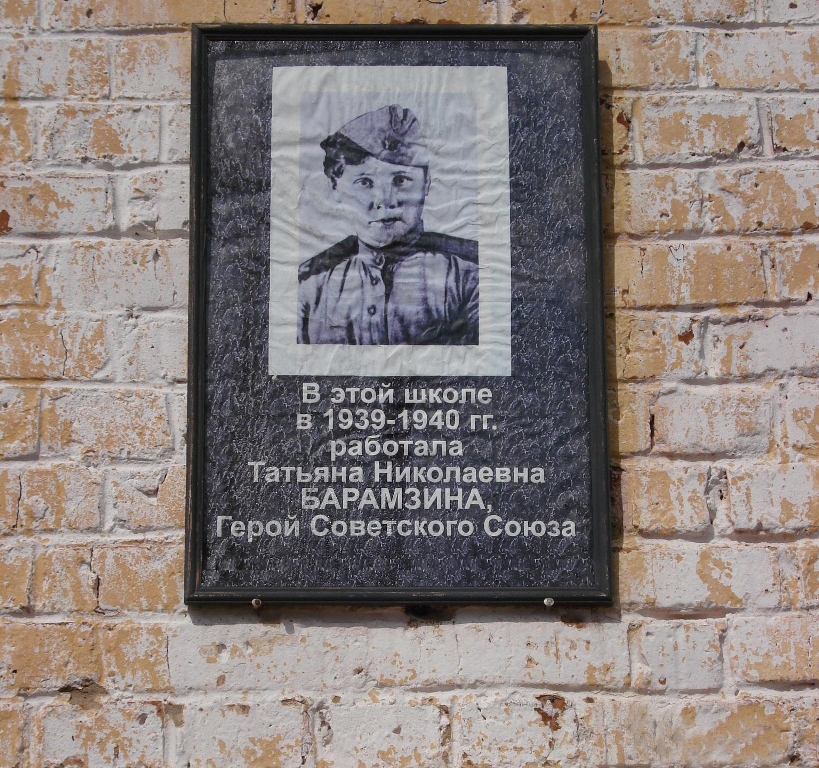 В этой школе
в 1939-1940 гг.
работала
Татьяна Николаевна
БАРАМЗИНА,
Герой Советского Союза